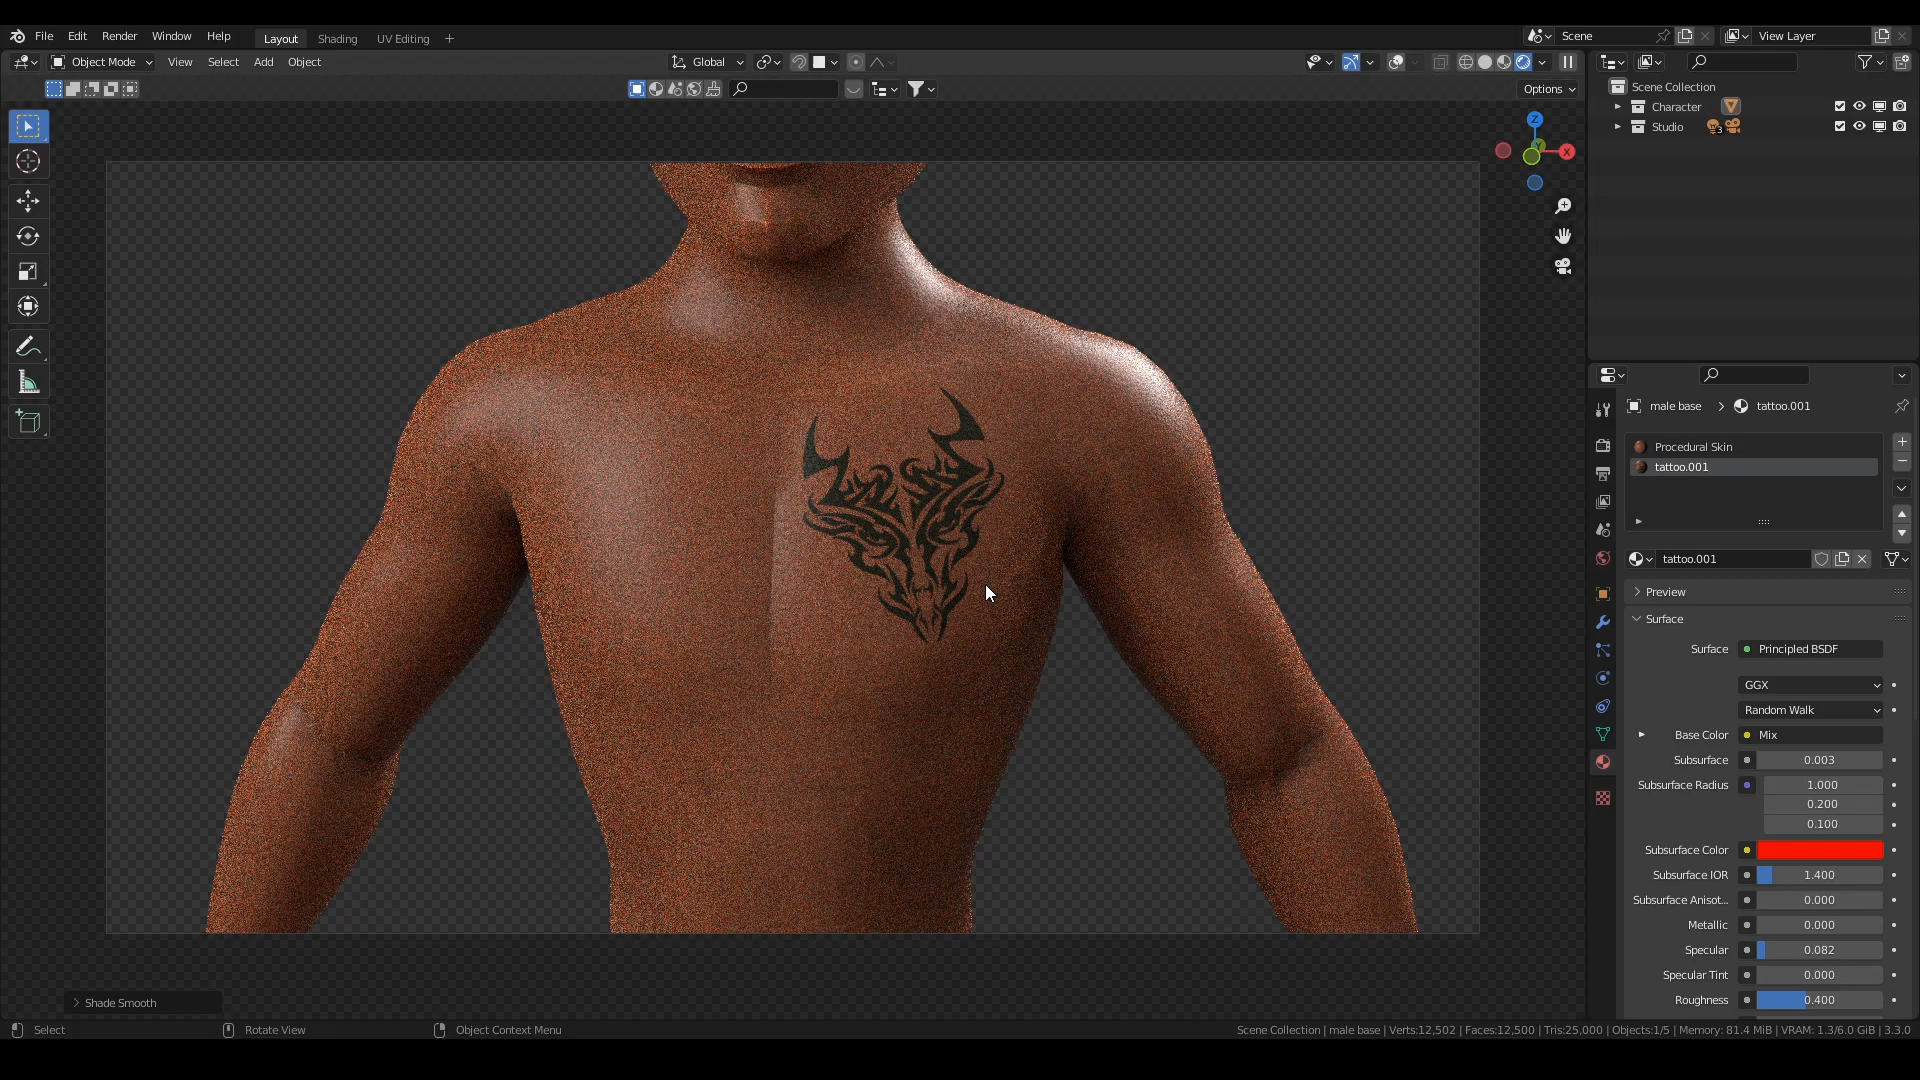 File Edit Render Window Help Layout Shading UV Editing + Scene View Layer
Object Mode View Select Add Object Global
Options
Scene Collection
Character
Studio 3
Z
X
male base > tattoo.001
Procedural Skin
tattoo.001
tattoo.001
Preview
Surface
Surface Principled BSDF
GGX
Random Walk
Base Color Mix
Subsurface 0.003
Subsurface Radius 1.000
0.200
0.100
Subsurface Color
Subsurface IOR 1.400
Subsurface Anisot... 0.000
Metallic 0.000
Specular 0.082
Specular Tint 0.000
Roughness 0.400
> Shade Smooth
Select Rotate View Object Context Menu Scene Collection | male base | Verts:12,502 | Faces:12,500 | Tris:25,000 | Objects:1/5 | Memory: 81.4 MiB | VRAM: 1.3/6.0 GiB | 3.3.0